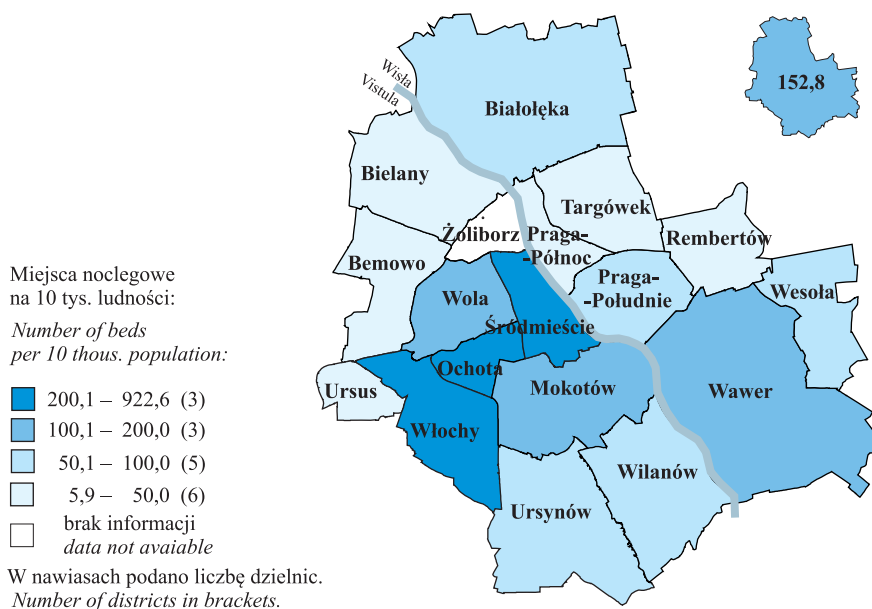 152,8
Wisła
Vistula
Białołęka
Bielany
Targówek
Żoliborz
Praga-
-Północ
Rembertów
Bemowo
Praga-
-Południe
Wesoła
Wola
Śródmieście
Ochota
Ursus
Mokotów
Wawer
Włochy
Wilanów
Ursynów
Miejsca noclegowe
na 10 tys. ludności:
Number of beds
per 10 thous. population:
200,1 – 922,6 (3)
100,1 – 200,0 (3)
50,1 – 100,0 (5)
5,9 – 50,0 (6)
brak informacji
data not avaiable
W nawiasach podano liczbę dzielnic.
Number of districts in brackets.